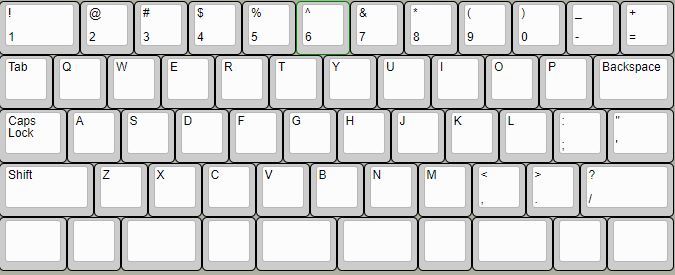 ! @ # $ % ^ & * ( ) _ +
1 2 3 4 5 6 7 8 9 0 - =
Tab Q W E R T Y U I O P Backspace
Caps Lock A S D F G H J K L : ; " '
Shift Z X C V B N M < , > . ? /